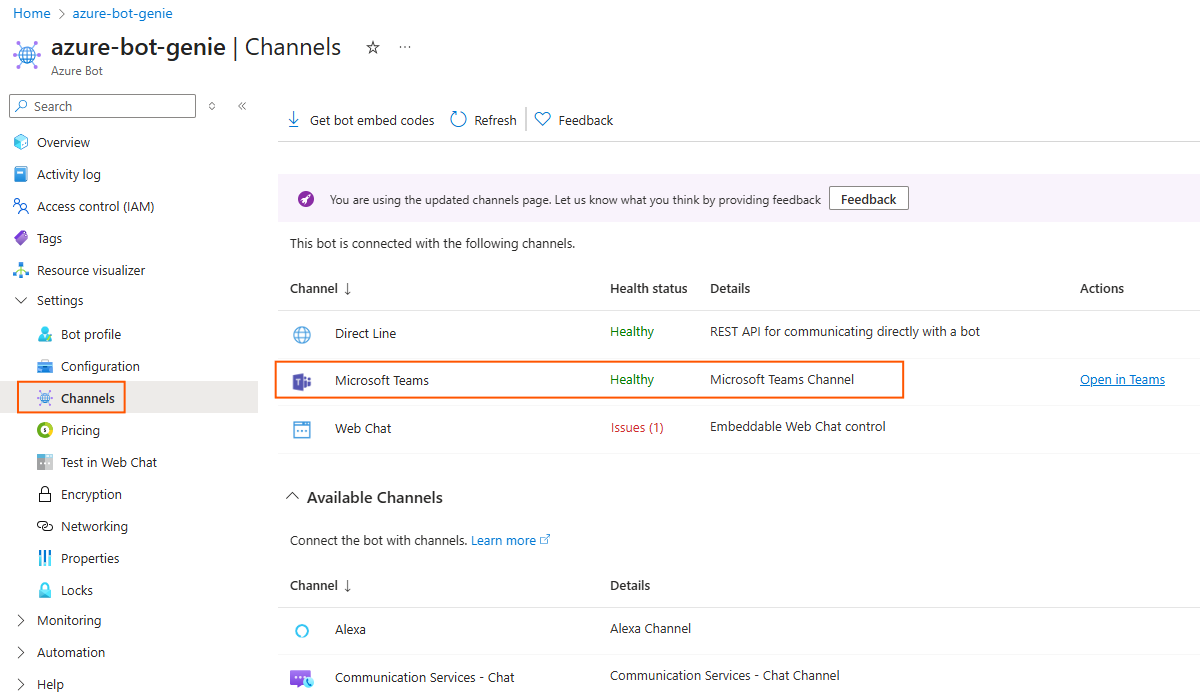 Home > azure-bot-genie
azure-bot-genie | Channels
Azure Bot
Search
Overview
Activity log
Access control (IAM)
Tags
Resource visualizer
Settings
Bot profile
Configuration
Channels
Pricing
Test in Web Chat
Encryption
Networking
Properties
Locks
Monitoring
Automation
Help
Get bot embed codes Refresh Feedback
You are using the updated channels page. Let us know what you think by providing feedback Feedback
This bot is connected with the following channels.
Channel ↓ Health status Details Actions
Direct Line Healthy REST API for communicating directly with a bot
Microsoft Teams Healthy Microsoft Teams Channel Open in Teams
Web Chat Issues (1) Embeddable Web Chat control
Available Channels
Connect the bot with channels. Learn more
Channel ↓ Details
Alexa Alexa Channel
Communication Services - Chat Communication Services - Chat Channel